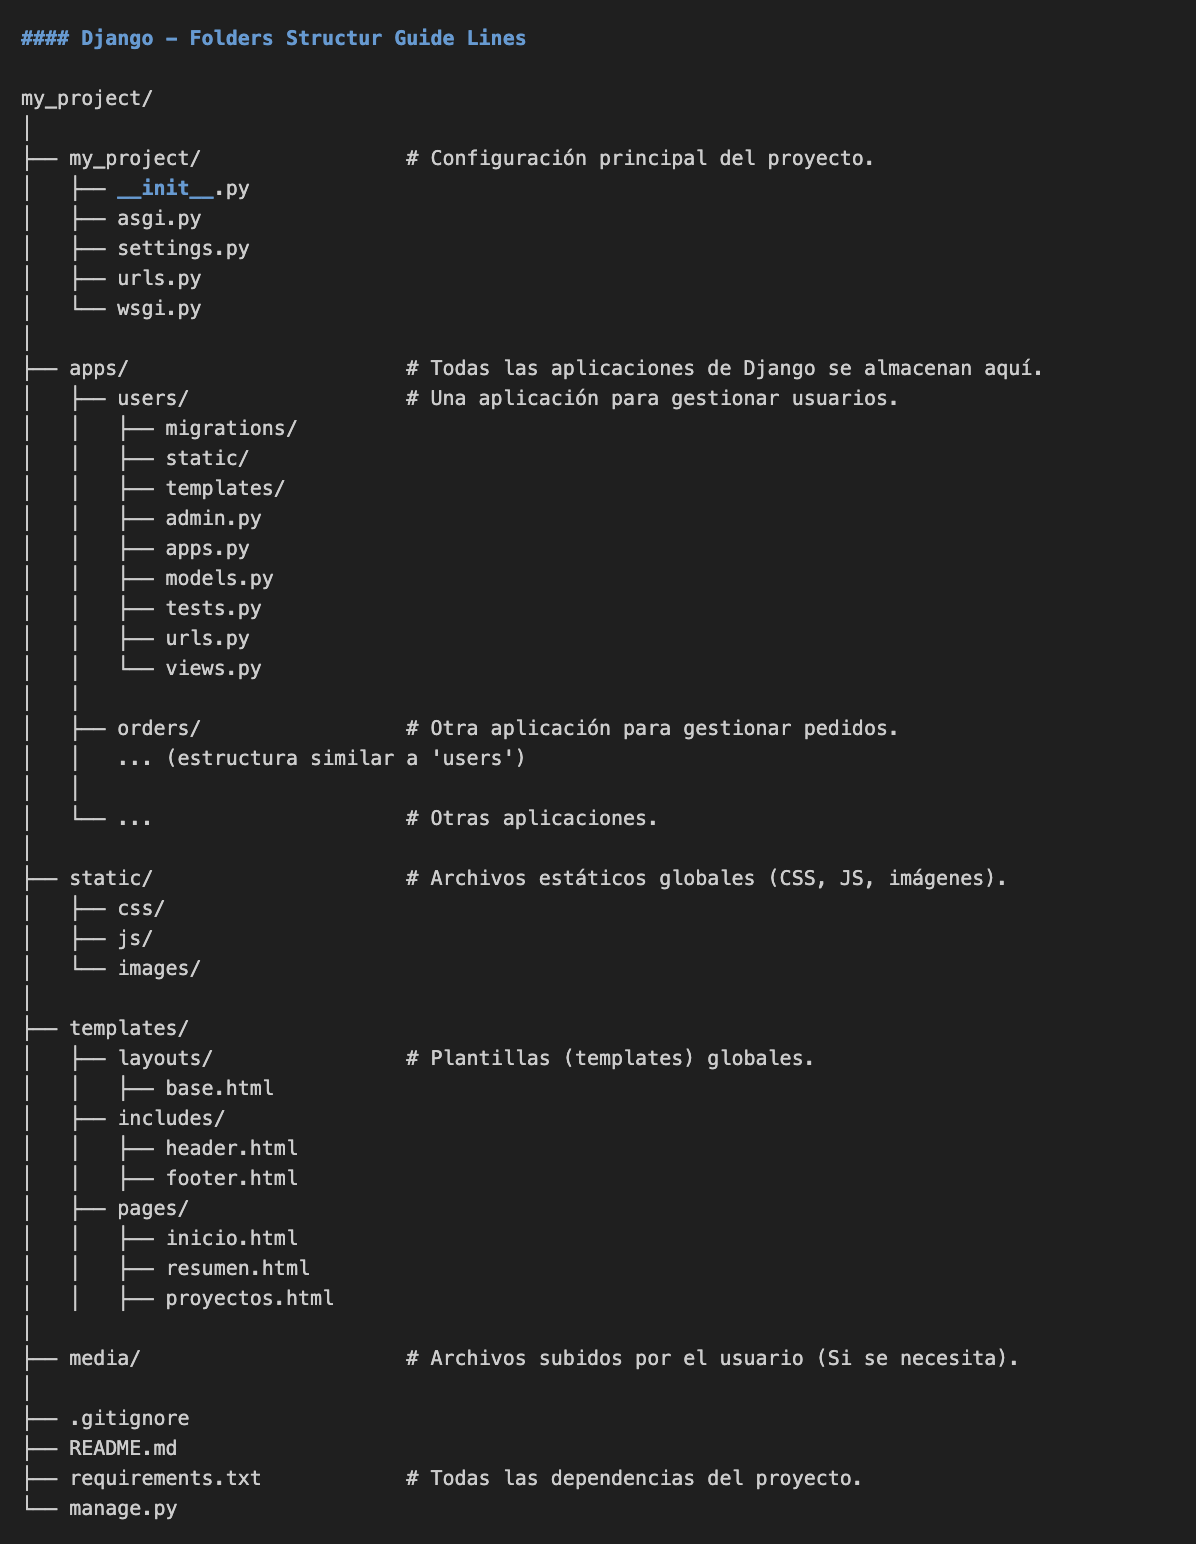 #### Django - Folders Structur Guide Lines
my_project/
│
├── my_project/                 # Configuración principal del proyecto.
│   ├── __init__.py
│   ├── asgi.py
│   ├── settings.py
│   ├── urls.py
│   └── wsgi.py
│
├── apps/                       # Todas las aplicaciones de Django se almacenan aquí.
│   ├── users/                  # Una aplicación para gestionar usuarios.
│   │   ├── migrations/
│   │   ├── static/
│   │   ├── templates/
│   │   ├── admin.py
│   │   ├── apps.py
│   │   ├── models.py
│   │   ├── tests.py
│   │   ├── urls.py
│   │   └── views.py
│   │
│   ├── orders/                 # Otra aplicación para gestionar pedidos.
│   │   ... (estructura similar a 'users')
│   │
│   └── ...                     # Otras aplicaciones.
│
├── static/                     # Archivos estáticos globales (CSS, JS, imágenes).
│   ├── css/
│   ├── js/
│   └── images/
│
├── templates/
│   ├── layouts/                # Plantillas (templates) globales.
│   │   ├── base.html
│   ├── includes/
│   │   ├── header.html
│   │   ├── footer.html
│   ├── pages/
│   │   ├── inicio.html
│   │   ├── resumen.html
│   │   ├── proyectos.html
│
├── media/                      # Archivos subidos por el usuario (Si se necesita).
│
├── .gitignore
├── README.md
├── requirements.txt            # Todas las dependencias del proyecto.
└── manage.py